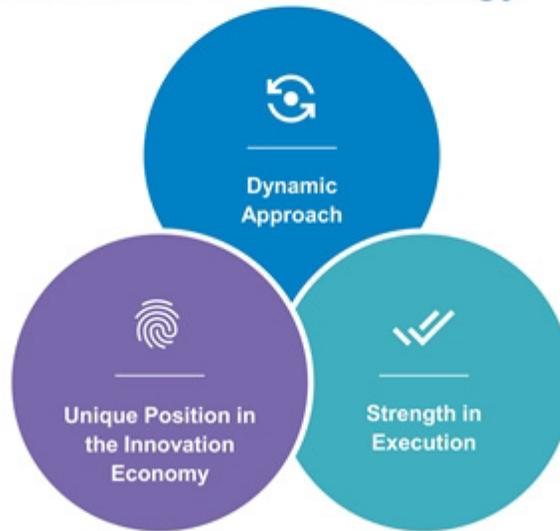 Dynamic
Approach
Unique Position in
the Innovation
Economy
Strength in
Execution